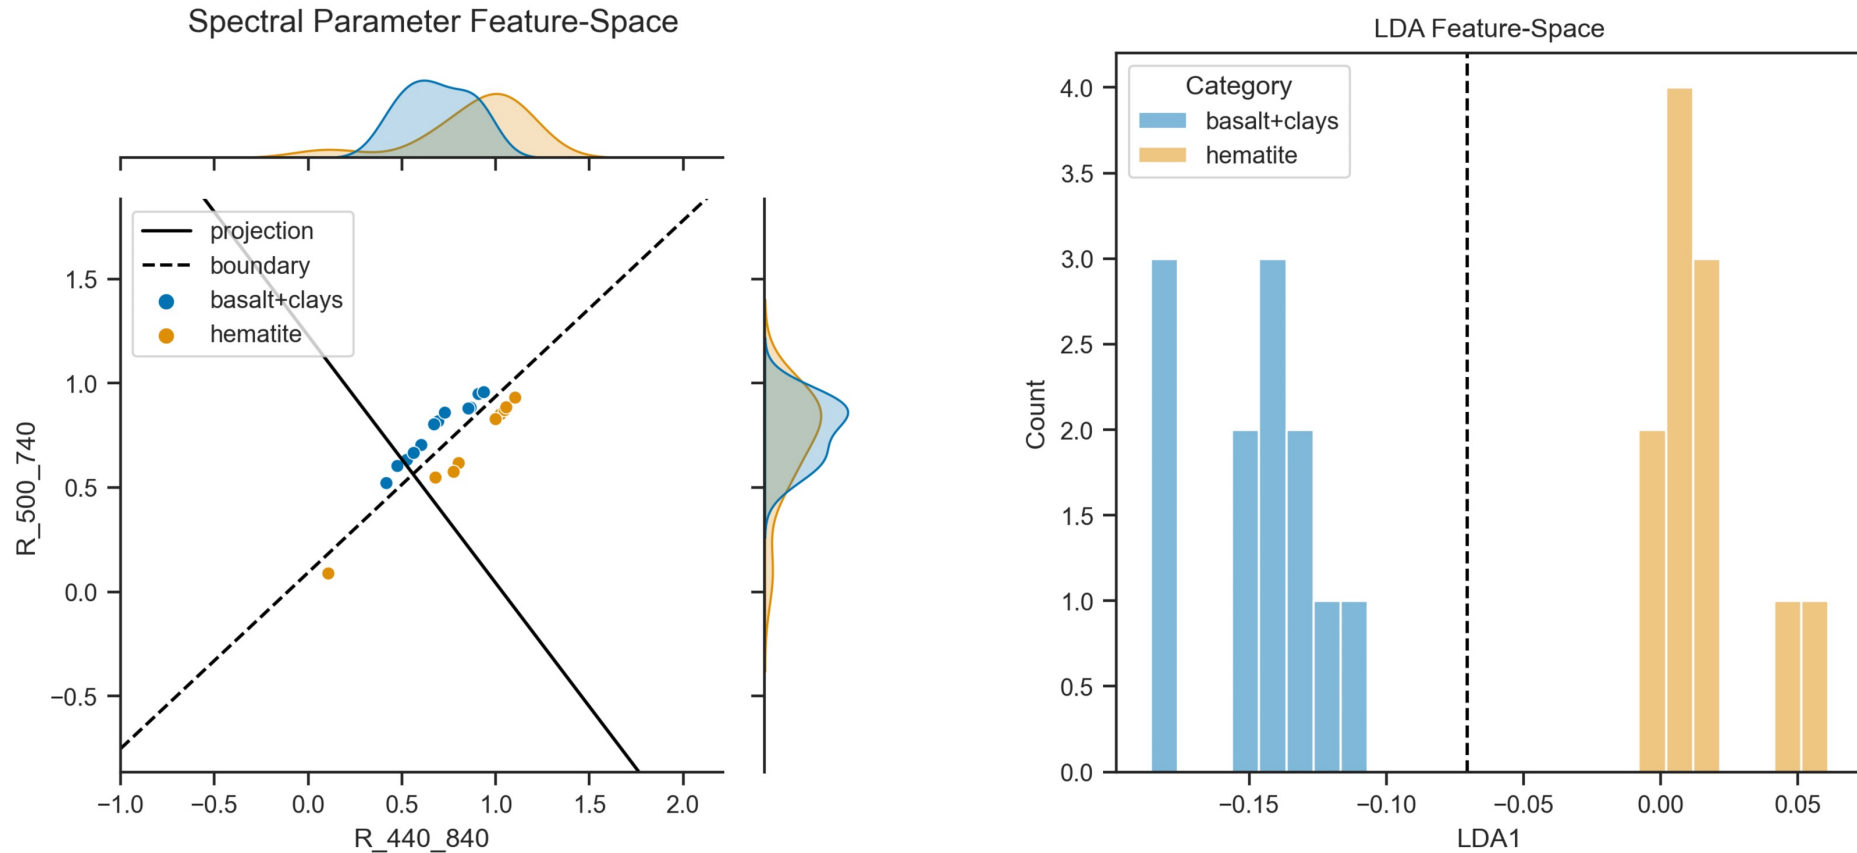 Spectral Parameter Feature-Space
projection
boundary
basalt+clays
hematite
1.5
1.0
0.5
0.0
−0.5
R_500_740
−1.0 −0.5 0.0 0.5 1.0 1.5 2.0
R_440_840
LDA Feature-Space
Category
basalt+clays
hematite
4.0
3.5
3.0
2.5
2.0
1.5
1.0
0.5
0.0
Count
−0.15 −0.10 −0.05 0.00 0.05
LDA1